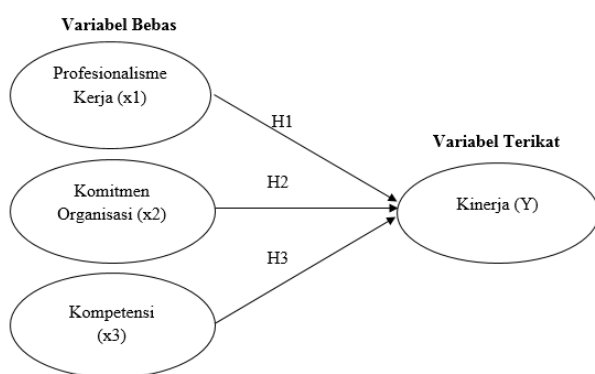 Variabel Bebas
Profesionalisme
Kerja (x1)
H1
Variabel Terikat
Komitmen
Organisasi (x2)
H2
Kinerja (Y)
H3
Kompetensi
(x3)